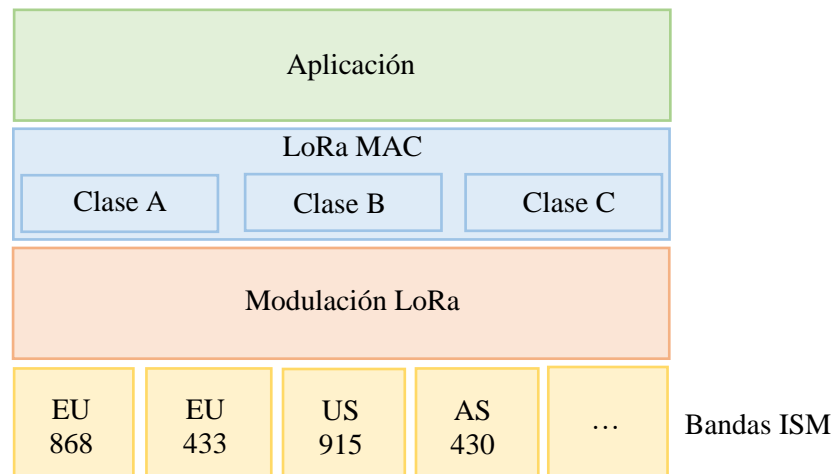 Aplicación
LoRa MAC
Clase A
Clase B
Clase C
Modulación LoRa
EU
868
EU
433
US
915
AS
430
…
Bandas ISM